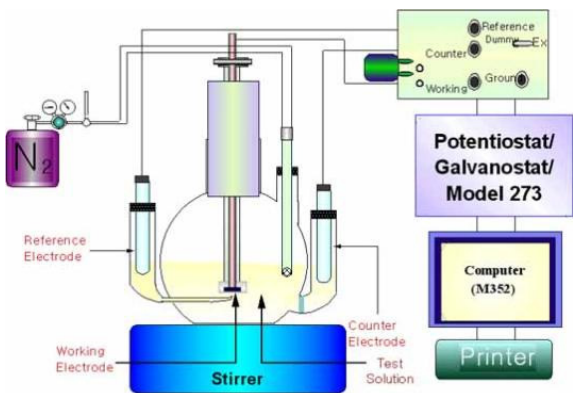 Reference
Dummy
Ex
Counter
Working
Ground
N2
Potentiostat/
Galvanostat/
Model 273
Reference
Electrode
Computer
(M352)
Counter
Electrode
Working
Electrode
Test
Solution
Stirrer
Printer